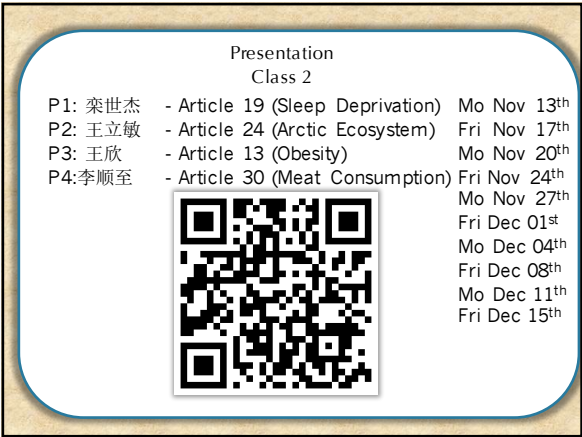 Presentation
Class 2
P1: 栾世杰 - Article 19 (Sleep Deprivation) Mo Nov 13th
P2: 王立敏 - Article 24 (Arctic Ecosystem) Fri Nov 17th
P3: 王欣 - Article 13 (Obesity) Mo Nov 20th
P4:李顺至 - Article 30 (Meat Consumption) Fri Nov 24th
Mo Nov 27th
Fri Dec 01st
Mo Dec 04th
Fri Dec 08th
Mo Dec 11th
Fri Dec 15th